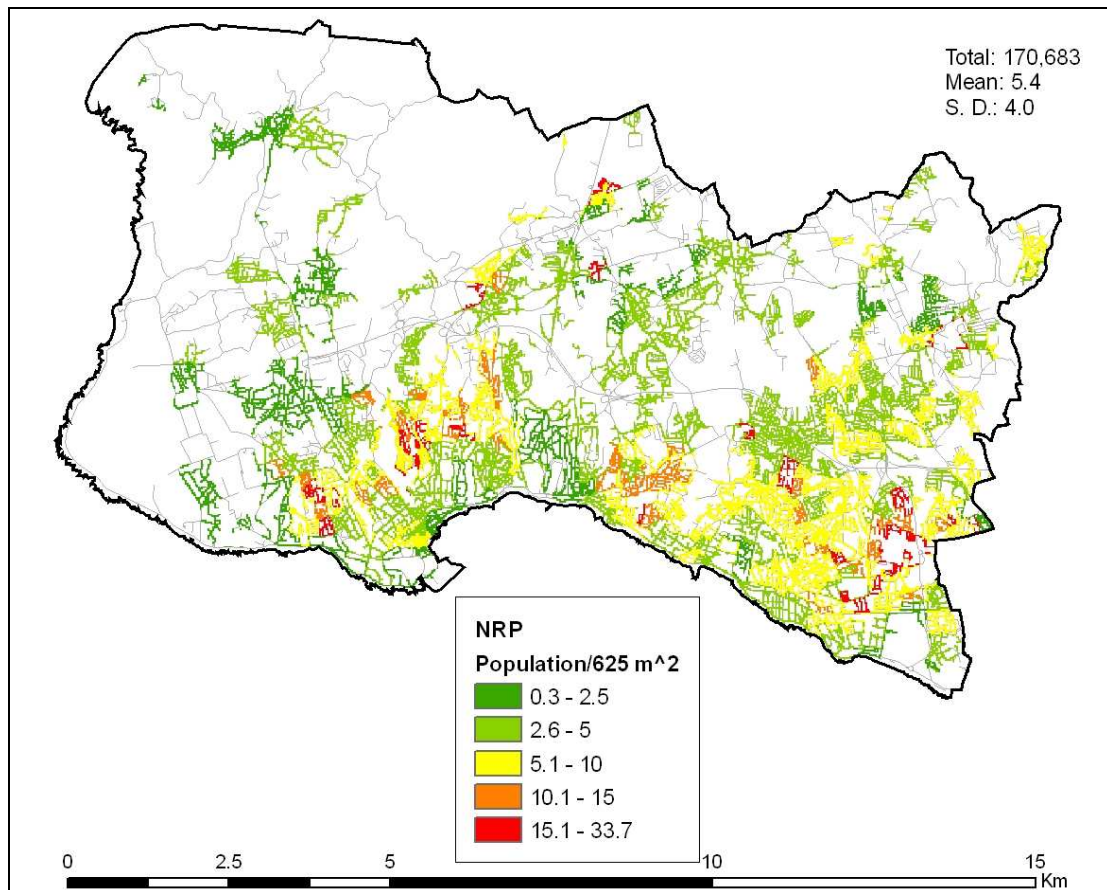 Total: 170,683
Mean: 5.4
S. D.: 4.0
NRP
Population/625 m^2
0.3 - 2.5
2.6 - 5
5.1 - 10
10.1 - 15
15.1 - 33.7
0 2.5 5 10 15
Km